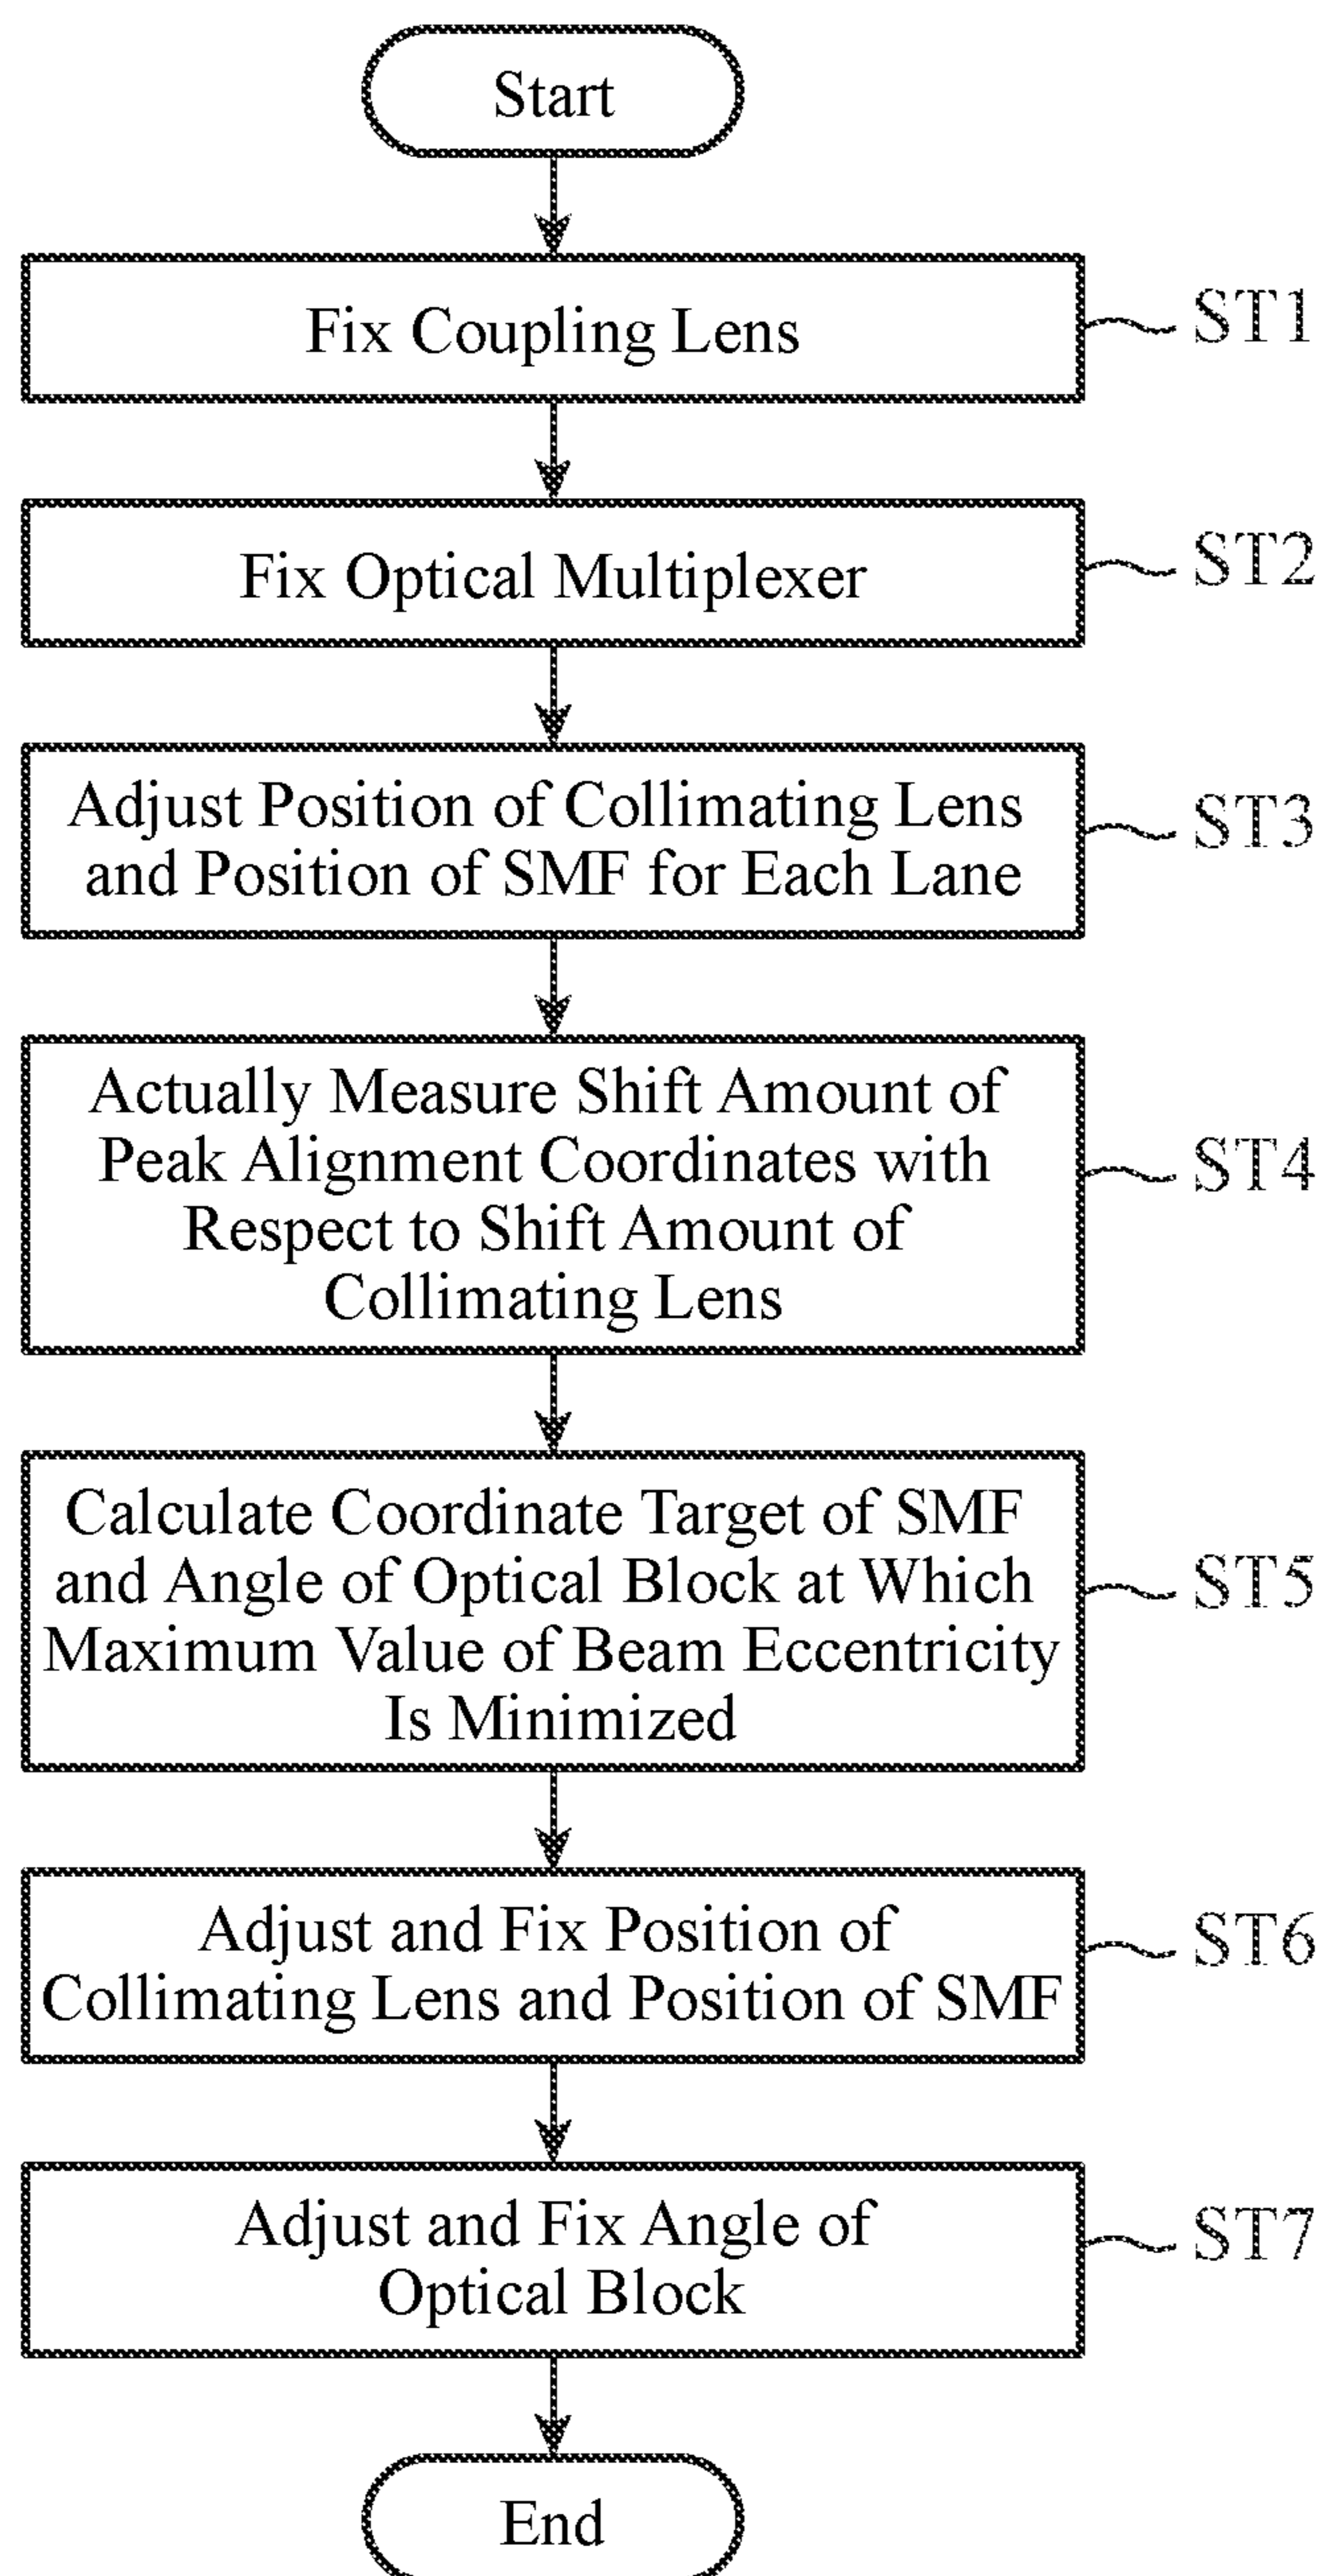 Start
Fix Coupling Lens
ST1
Fix Optical Multiplexer
ST2
Adjust Position of Collimating Lens
and Position of SMF for Each Lane
ST3
Actually Measure Shift Amount of
Peak Alignment Coordinates with
Respect to Shift Amount of
Collimating Lens
ST4
Calculate Coordinate Target of SMF
and Angle of Optical Block at Which
Maximum Value of Beam Eccentricity
Is Minimized
ST5
Adjust and Fix Position of
Collimating Lens and Position of SMF
ST6
Adjust and Fix Angle of
Optical Block
ST7
End